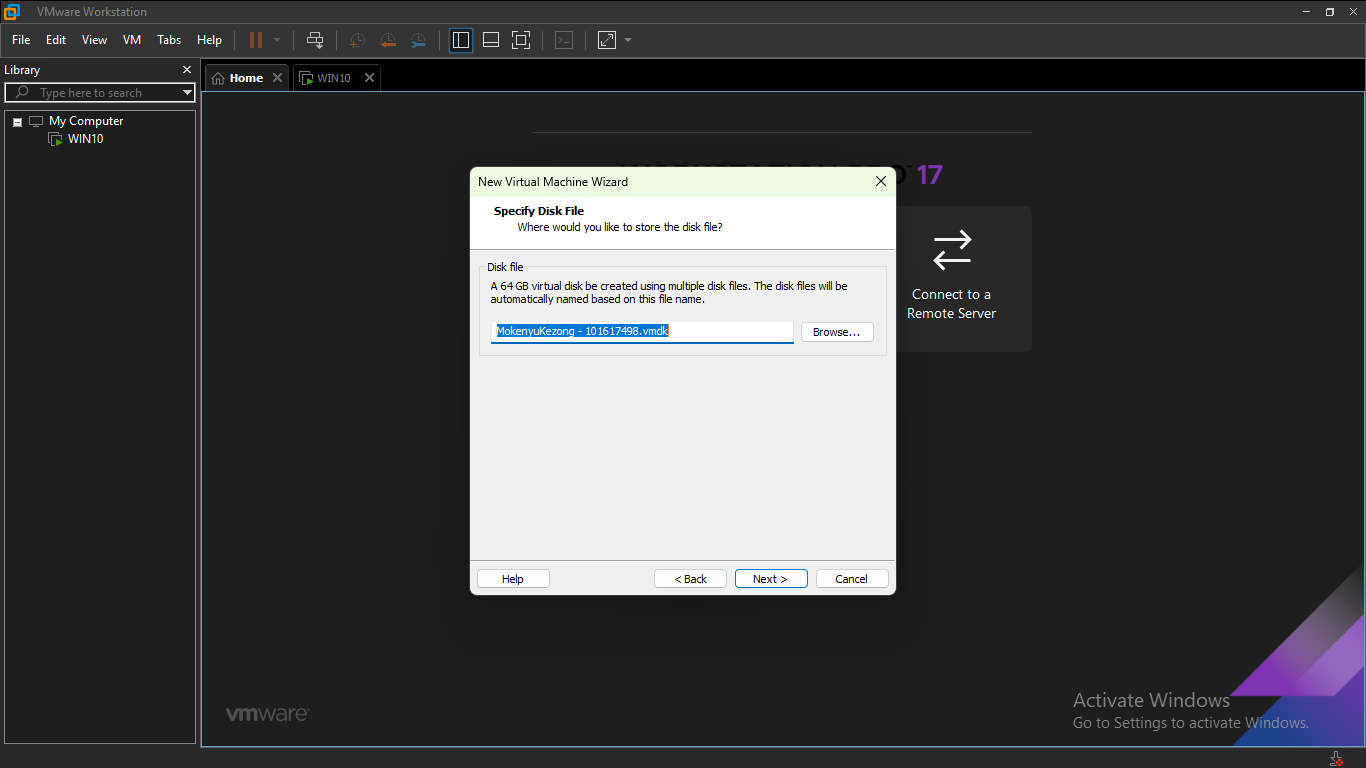 VMware Workstation
File Edit View VM Tabs Help
Library
Type here to search
My Computer
WIN10
Home
WIN10
17
New Virtual Machine Wizard
Specify Disk File
Where would you like to store the disk file?
Disk file
A 64 GB virtual disk be created using multiple disk files. The disk files will be
automatically named based on this file name.
MokenyuKezong - 101617498.vmdk
Browse...
Connect to a
Remote Server
Help
< Back
Next >
Cancel
vmware
Activate Windows
Go to Settings to activate Windows.